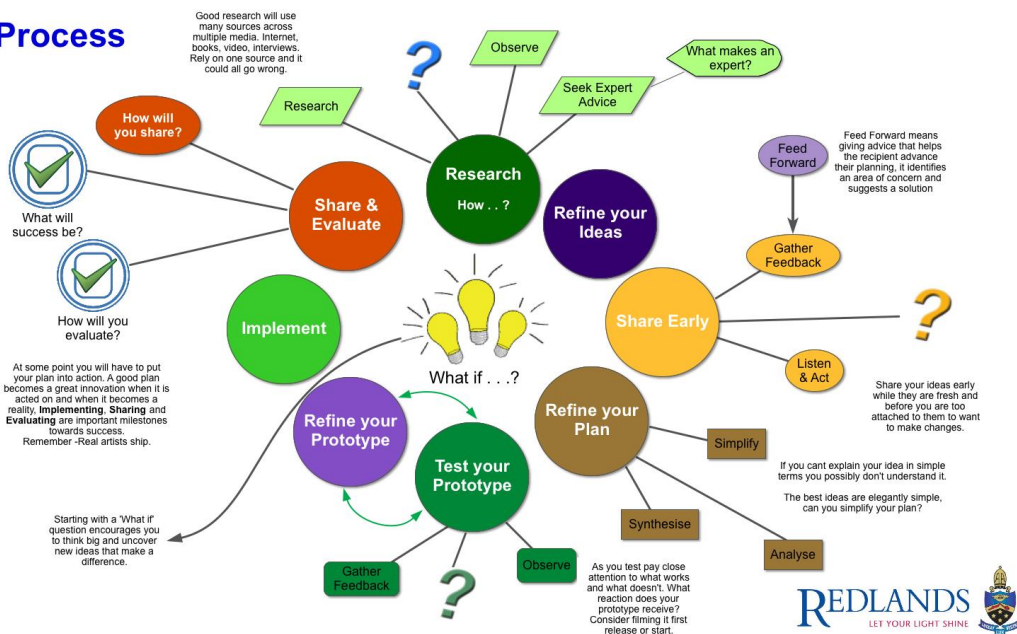 Process
Good research will use
many sources across
multiple media. Internet,
books, video, interviews.
Rely on one source and it
could all go wrong.
?
Observe
What makes an
expert?
Research
Seek Expert
Advice
How will
you share?
Research
How . . ?
Feed
Forward
Feed Forward means
giving advice that helps
the recipient advance
their planning, it identifies
an area of concern and
suggests a solution
What will
success be?
Share &
Evaluate
Refine your
Ideas
Gather
Feedback
How will you
evaluate?
Implement
Share Early
?
What if . . .?
Listen
& Act
At some point you will have to put
your plan into action. A good plan
becomes a great innovation when it is
acted on and when it becomes a
reality, Implementing, Sharing and
Evaluating are important milestones
towards success.
Remember -Real artists ship.
Share your ideas early
while they are fresh and
before you are too
attached to them to want
to make changes.
Refine your
Prototype
Refine your
Plan
Simplify
Test your
Prototype
If you cant explain your idea in simple
terms you possibly don't understand it.
The best ideas are elegantly simple,
can you simplify your plan?
Starting with a 'What if'
question encourages you
to think big and uncover
new ideas that make a
difference.
Synthesise
Analyse
Gather
Feedback
?
Observe
As you test pay close
attention to what works
and what doesn't. What
reaction does your
prototype receive?
Consider filming it first
release or start.
REDLANDS
LET YOUR LIGHT SHINE